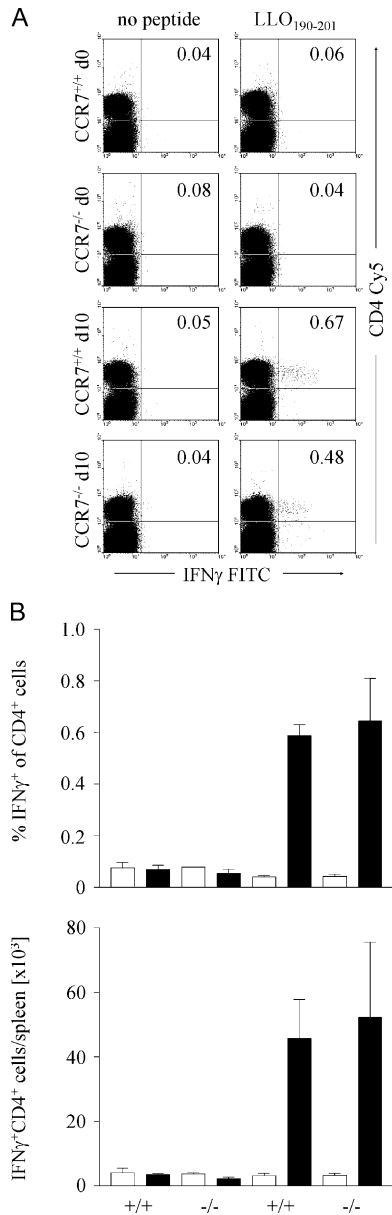 A
no peptide
LLO190-201
CCR7+/+ d0
0.04
0.06
CCR7-/- d0
0.08
0.04
CCR7+/+ d10
0.05
0.67
CCR7-/- d10
0.04
0.48
CD4 Cy5
IFNγ FITC
B
% IFNγ+ of CD4+ cells
1.0
0.8
0.6
0.4
0.2
0
IFNγ+CD4+ cells/spleen [x10³]
80
60
40
20
0
+/+ -/- +/+ -/-